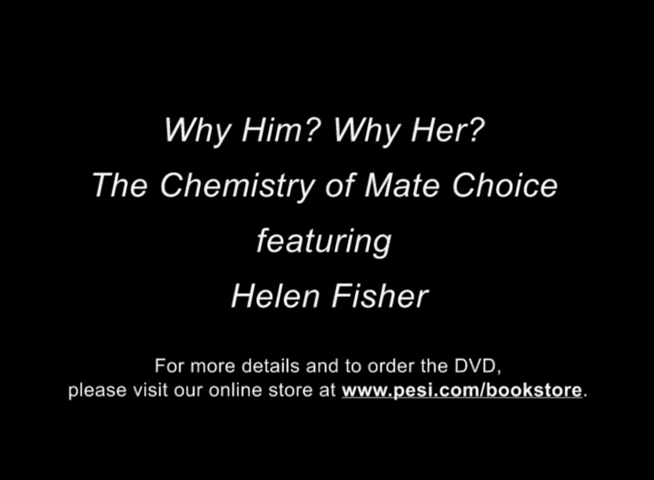 Why Him? Why Her?
The Chemistry of Mate Choice
featuring
Helen Fisher
For more details and to order the DVD,
please visit our online store at www.pesi.com/bookstore.